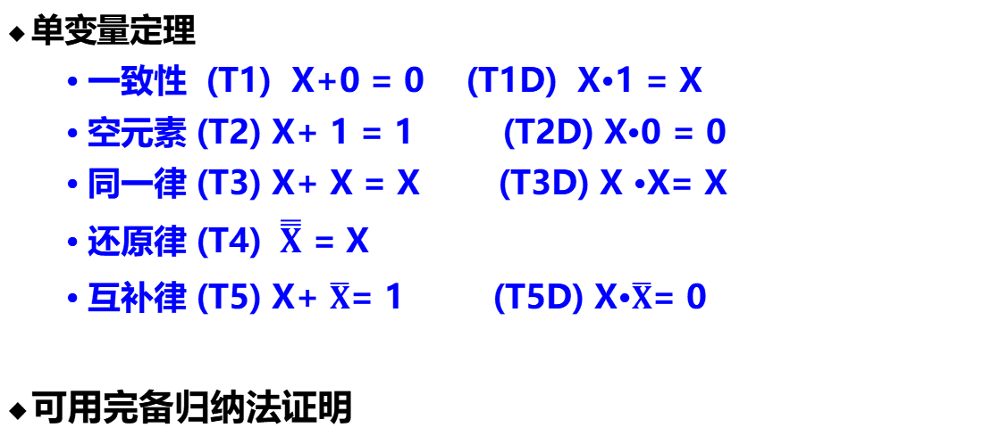 ◆单变量定理
• 一致性 (T1) X+0 = 0 (T1D) X•1 = X
• 空元素 (T2) X+ 1 = 1 (T2D) X•0 = 0
• 同一律 (T3) X+ X = X (T3D) X •X= X
• 还原律 (T4) X̿ = X
• 互补律 (T5) X+ X̅= 1 (T5D) X•X̅= 0
◆可用完备归纳法证明